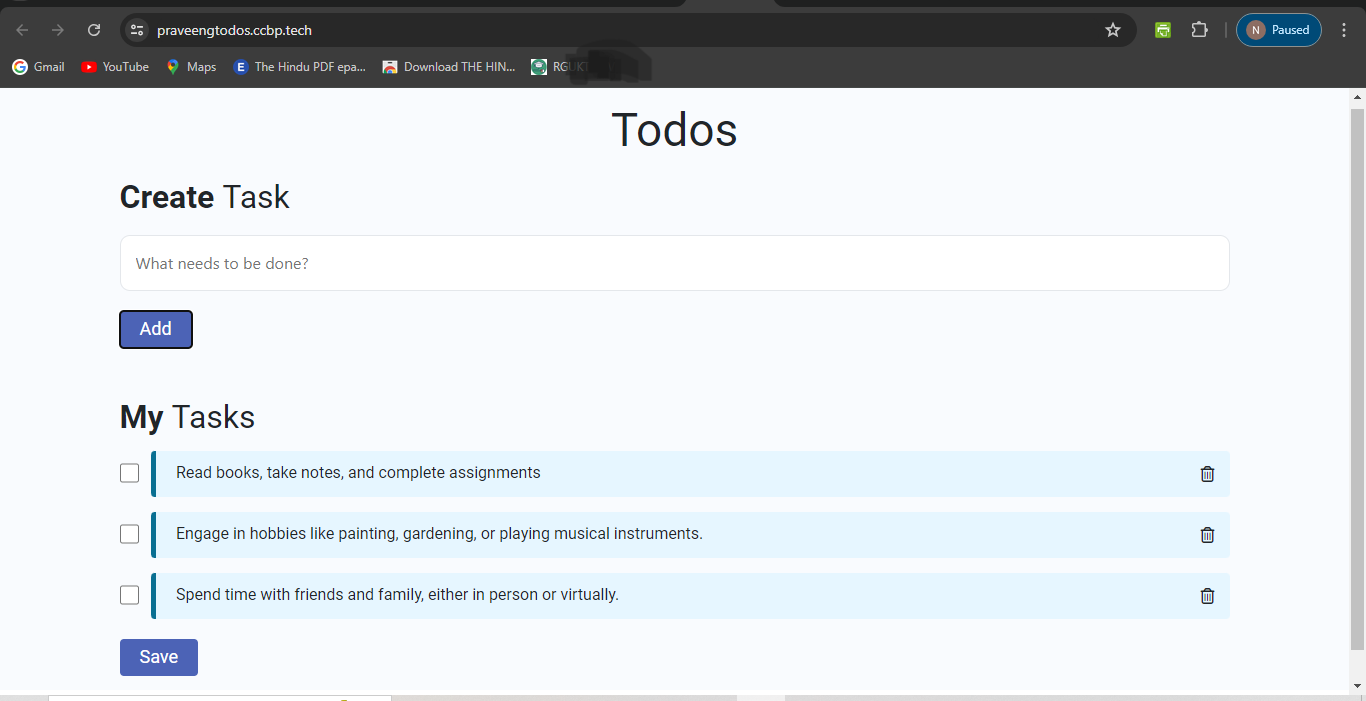 praveengtodos.ccbp.tech
N Paused
Gmail YouTube Maps E The Hindu PDF epa... Download THE HIN...
Todos
Create Task
What needs to be done?
Add
My Tasks
Read books, take notes, and complete assignments
Engage in hobbies like painting, gardening, or playing musical instruments.
Spend time with friends and family, either in person or virtually.
Save